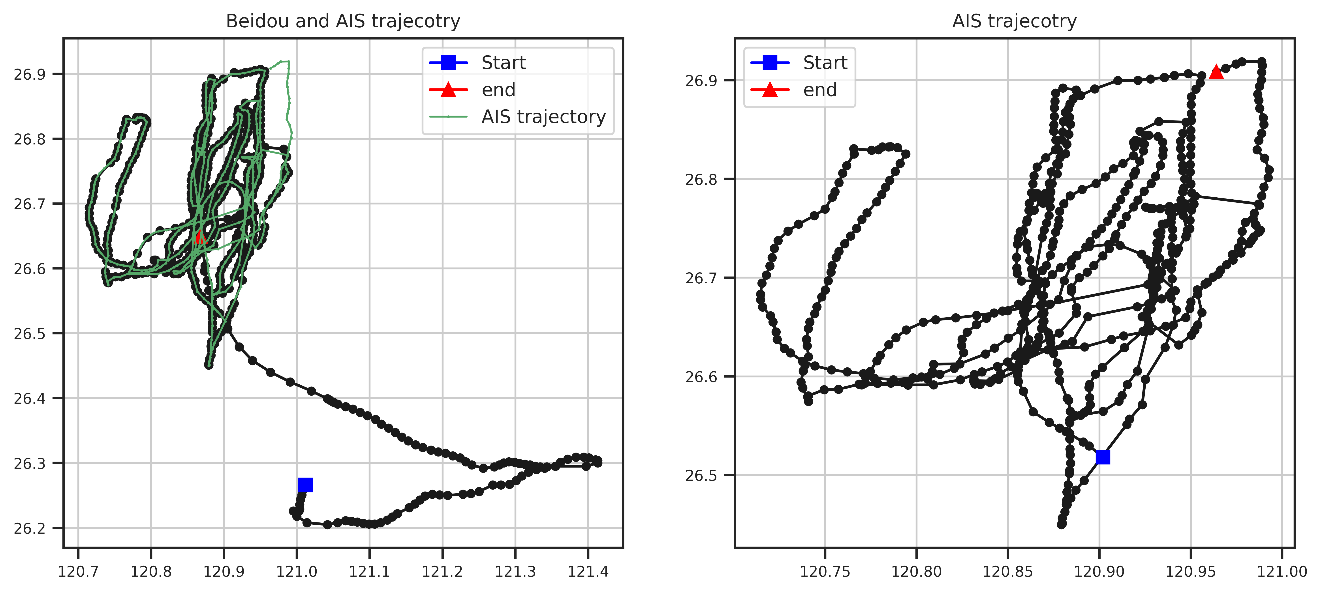 Beidou and AIS trajecotry
Start
end
AIS trajectory
26.9
26.8
26.7
26.6
26.5
26.4
26.3
26.2
120.7 120.8 120.9 121.0 121.1 121.2 121.3 121.4
AIS trajecotry
Start
end
26.9
26.8
26.7
26.6
26.5
120.75 120.80 120.85 120.90 120.95 121.00